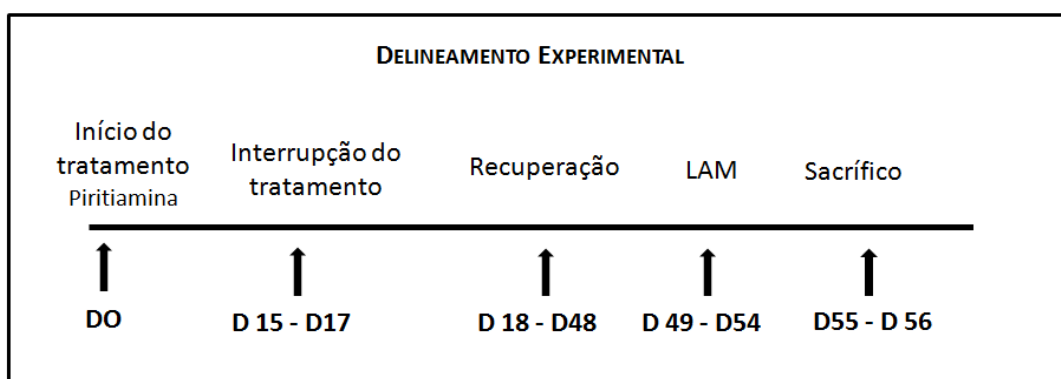 DELINEAMENTO EXPERIMENTAL
Início do
tratamento
Piritiamina
Interrupção do
tratamento
Recuperação
LAM
Sacrífico
DO
D 15 - D17
D 18 - D48
D 49 - D54
D55 - D 56